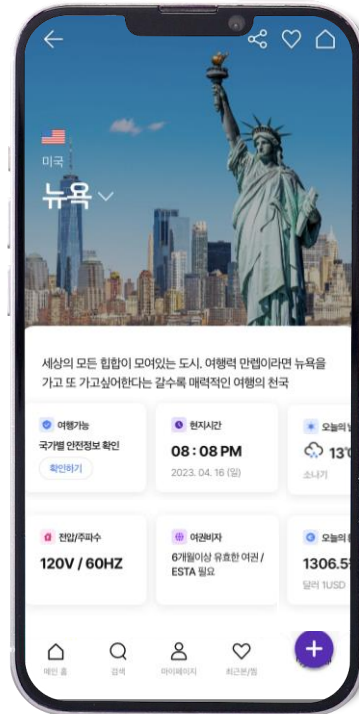 미국
뉴욕
세상의 모든 힙합이 모여있는 도시. 여행력 만렙이라면 뉴욕을
가고 또 가고싶어한다는 갈수록 매력적인 여행의 천국
여행가능
국가별 안전정보 확인
확인하기
현지시간
08 : 08 PM
2023. 04. 16 (일)
오늘의
13°
소나기
전압/주파수
120V / 60HZ
여권비자
6개월이상 유효한 여권 /
ESTA 필요
오늘의
1306.5
달러 1USD
메인 홈
검색
마이페이지
최근본/찜